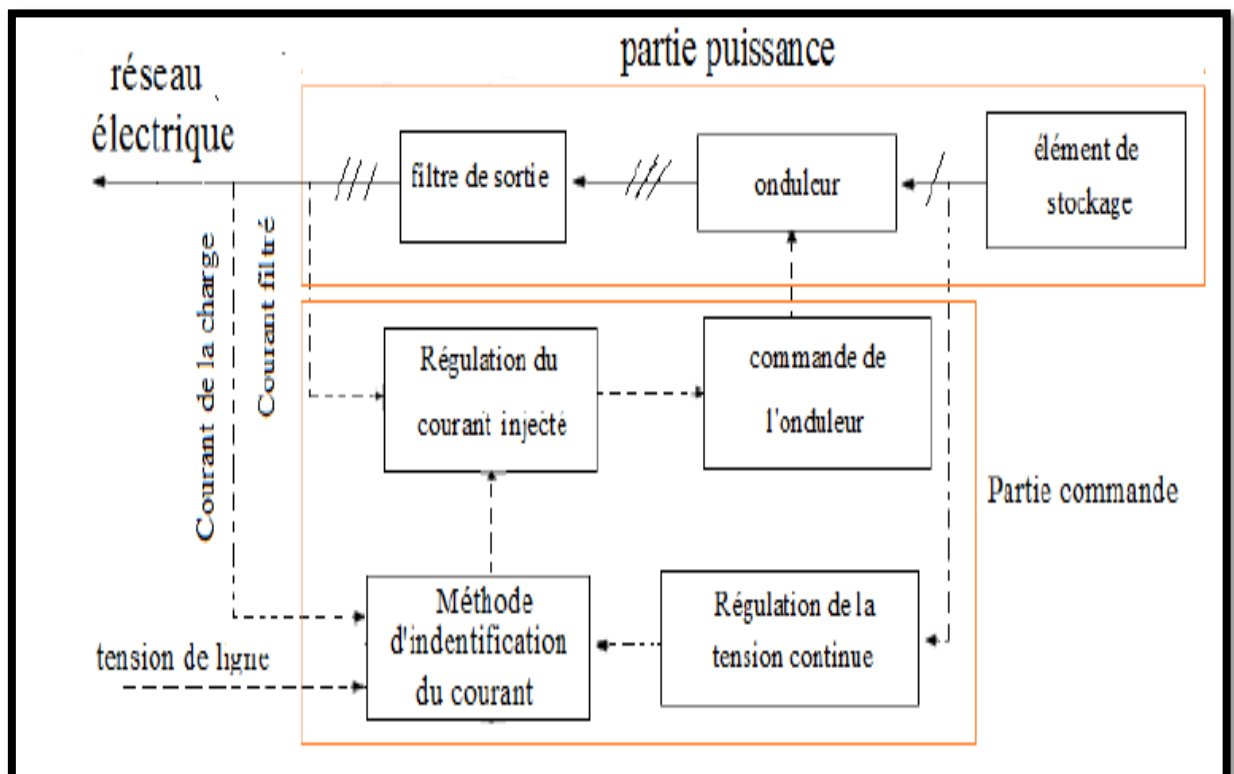 partie puissance
réseau
électrique
filtre de sortie
onduleur
élément de
stockage
Courant de la charge
Courant filtré
Régulation du
courant injecté
commande de
l'onduleur
Partie commande
Méthode
d'indentification
du courant
Régulation de la
tension continue
tension de ligne